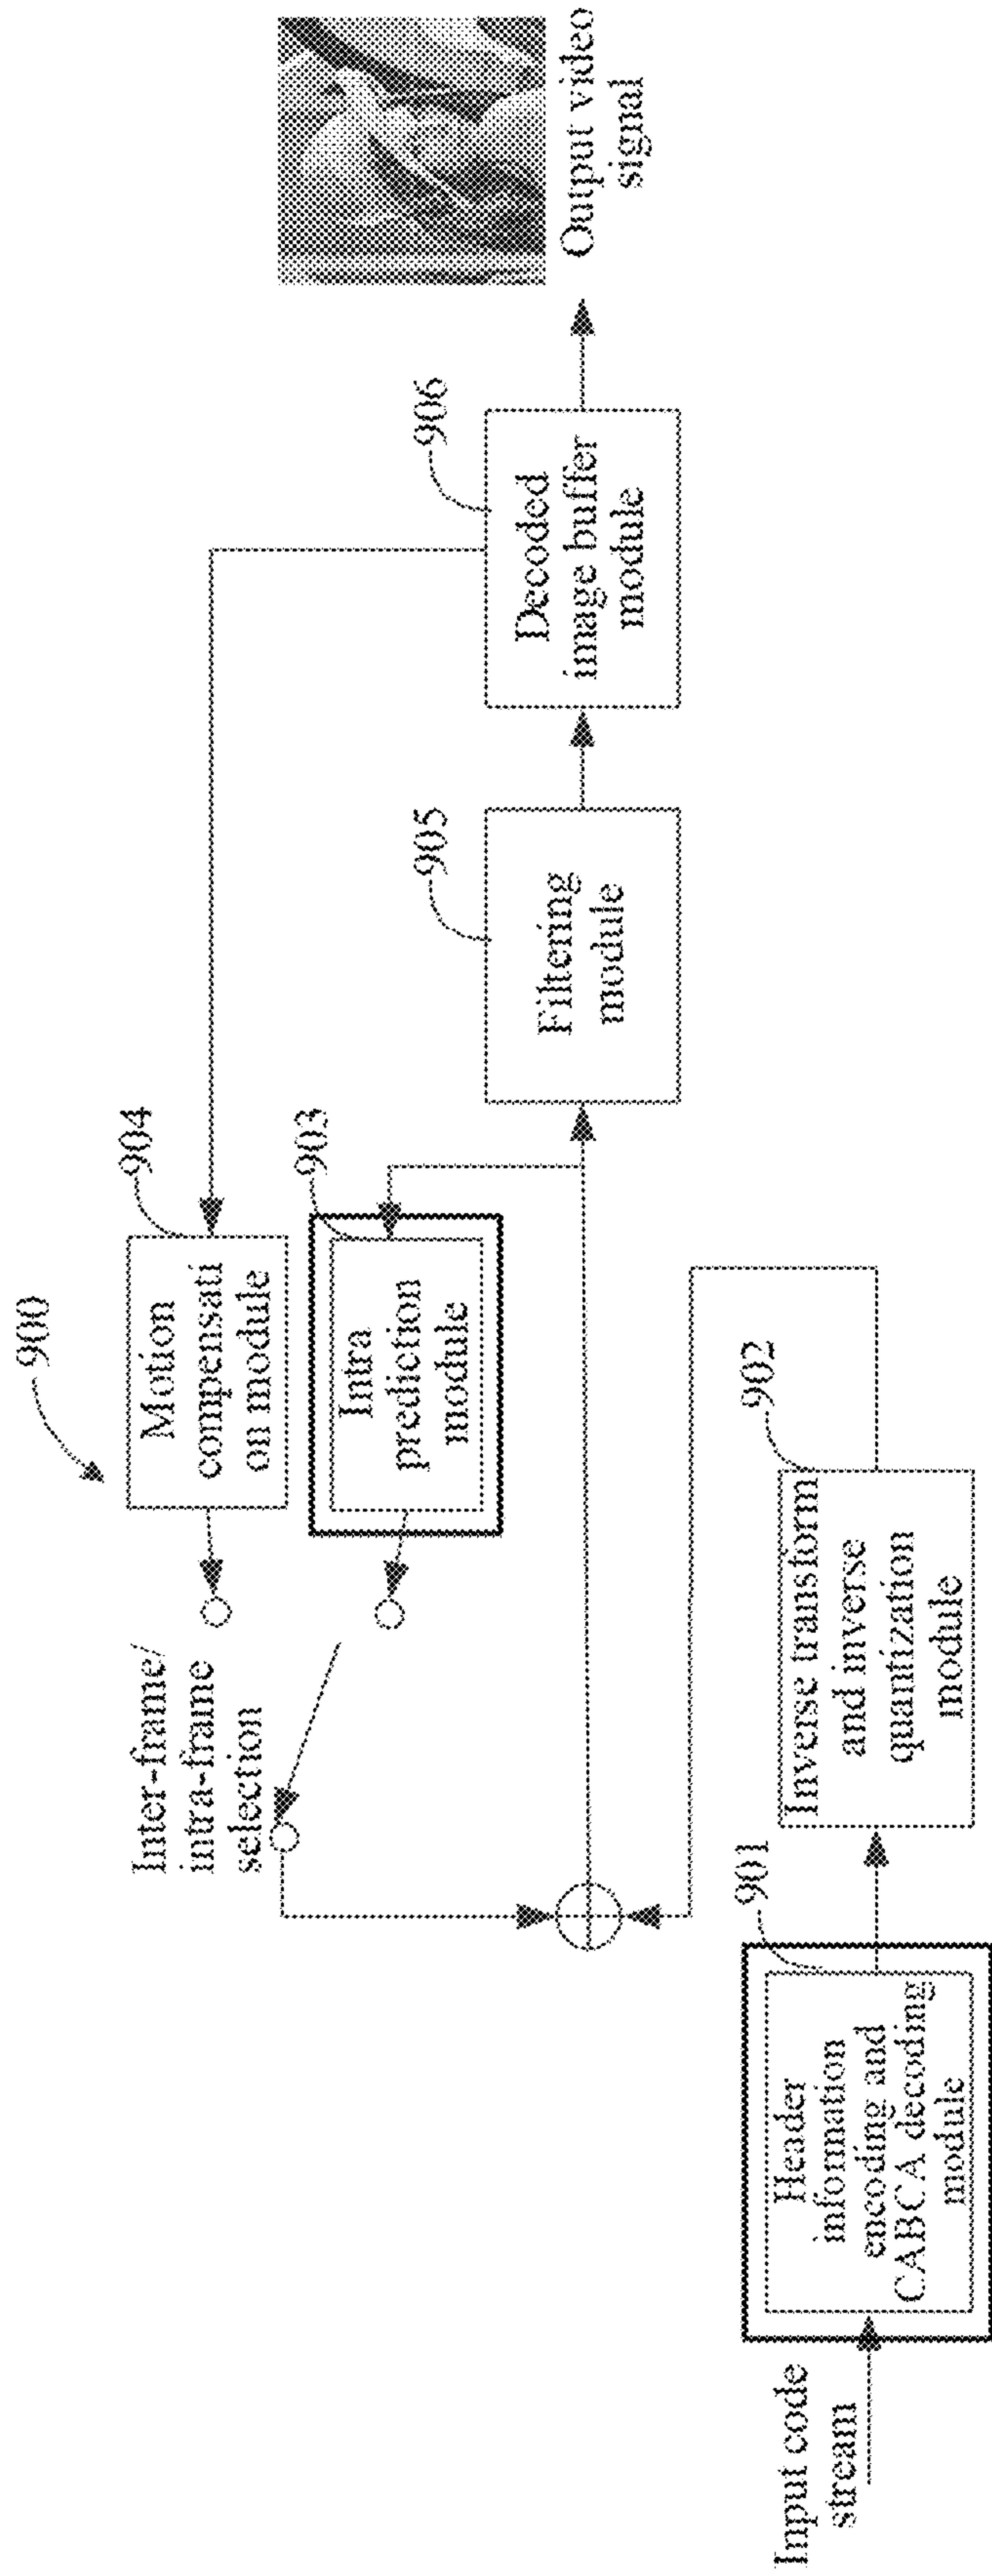 900
Inter-frame/
intra-frame
selection
Motion
compensati
on module
904
Intra
prediction
module
903
Filtering
module
905
Decoded
image buffer
module
906
Output video
signal
Input code
stream
Header
information
encoding and
CABCA decoding
module
901
Inverse transform
and inverse
quantization
module
902